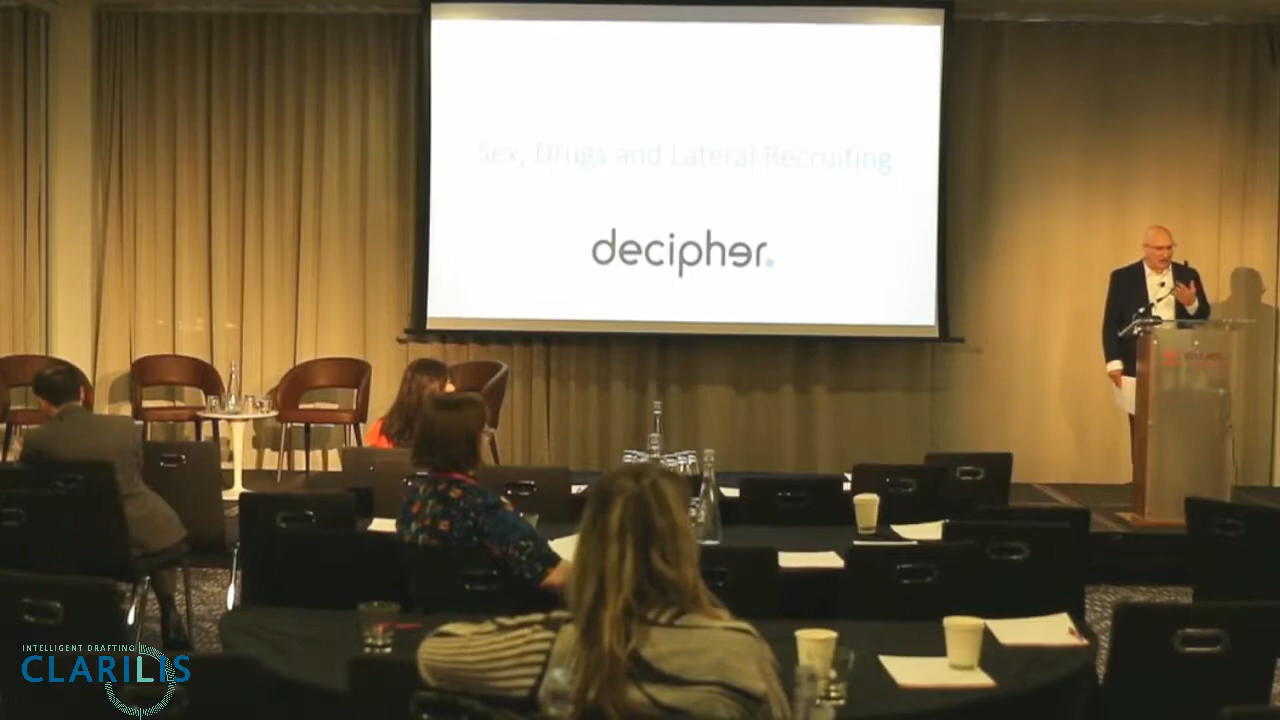 Sex, Drugs and Lateral Recruiting
decipher.
INTELLIGENT DRAFTING
CLARILIS